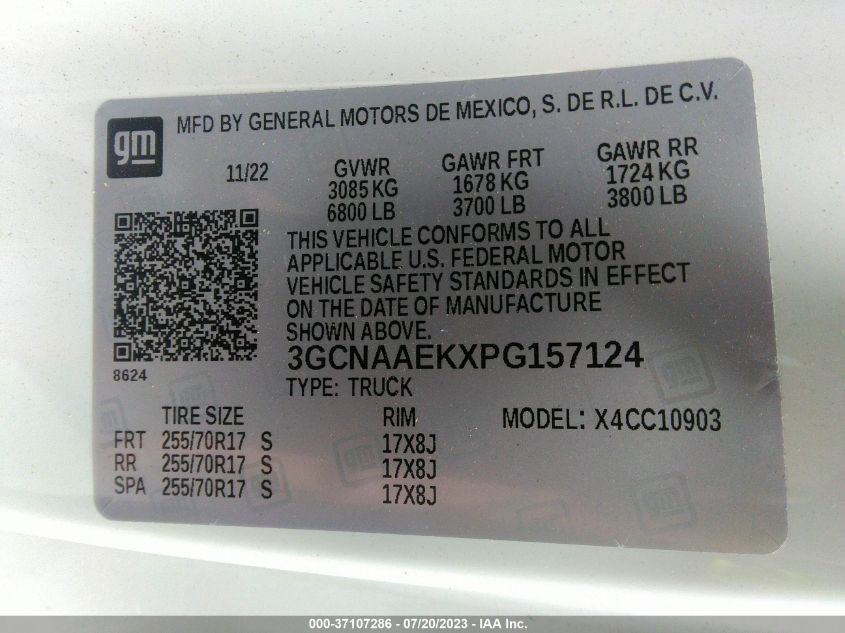 gm
MFD BY GENERAL MOTORS DE MEXICO, S. DE R.L. DE C.V.
11/22 GVWR GAWR FRT GAWR RR
3085 KG 1678 KG 1724 KG
6800 LB 3700 LB 3800 LB
THIS VEHICLE CONFORMS TO ALL
APPLICABLE U.S. FEDERAL MOTOR
VEHICLE SAFETY STANDARDS IN EFFECT
ON THE DATE OF MANUFACTURE
SHOWN ABOVE.
8624
3GCNAAEKXPG157124
TYPE: TRUCK
TIRE SIZE RIM MODEL: X4CC10903
FRT 255/70R17 S 17X8J
RR 255/70R17 S 17X8J
SPA 255/70R17 S 17X8J
000-37107286 - 07/20/2023 - IAA Inc.